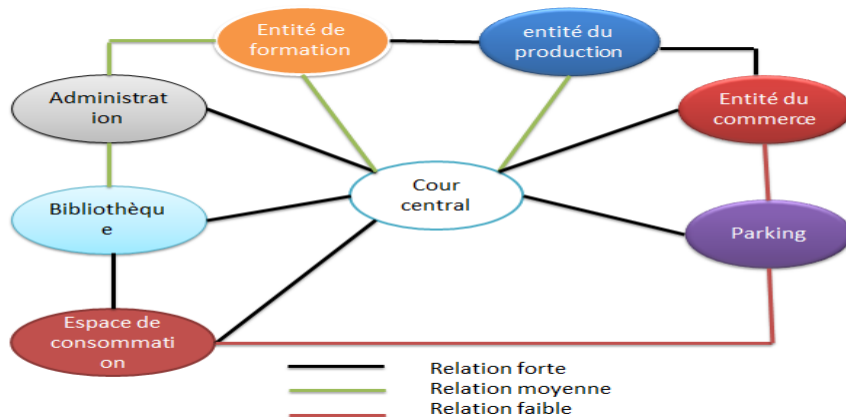 Entité de
formation
entité du
production
Administrat
ion
Entité du
commerce
Cour
central
Bibliothèqu
e
Parking
Espace de
consommati
on
Relation forte
Relation moyenne
Relation faible